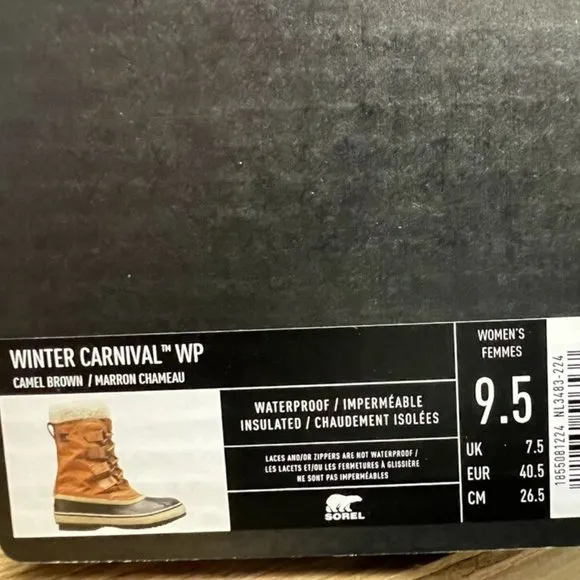 WINTER CARNIVAL™ WP
CAMEL BROWN / MARRON CHAMEAU
WATERPROOF / IMPERMÉABLE
INSULATED / CHAUDEMENT ISOLÉES
LACES AND/OR ZIPPERS ARE NOT WATERPROOF /
LES LACETS ET/OU LES FERMETURES À GLISSIÈRE
NE SONT PAS IMPERMÉABLES
SOREL
WOMEN'S
FEMMES
9.5
UK 7.5
EUR 40.5
CM 26.5
1855081224 NL3483-224